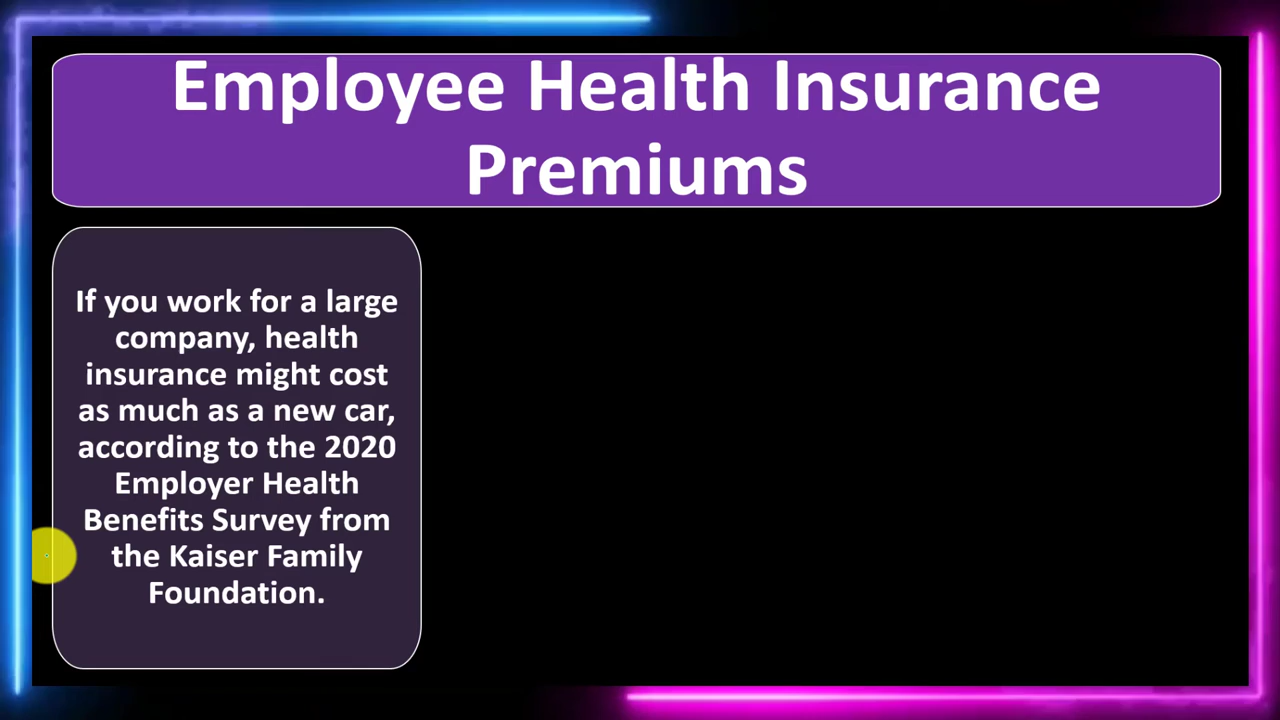 Employee Health Insurance
Premiums
If you work for a large
company, health
insurance might cost
as much as a new car,
according to the 2020
Employer Health
Benefits Survey from
the Kaiser Family
Foundation.